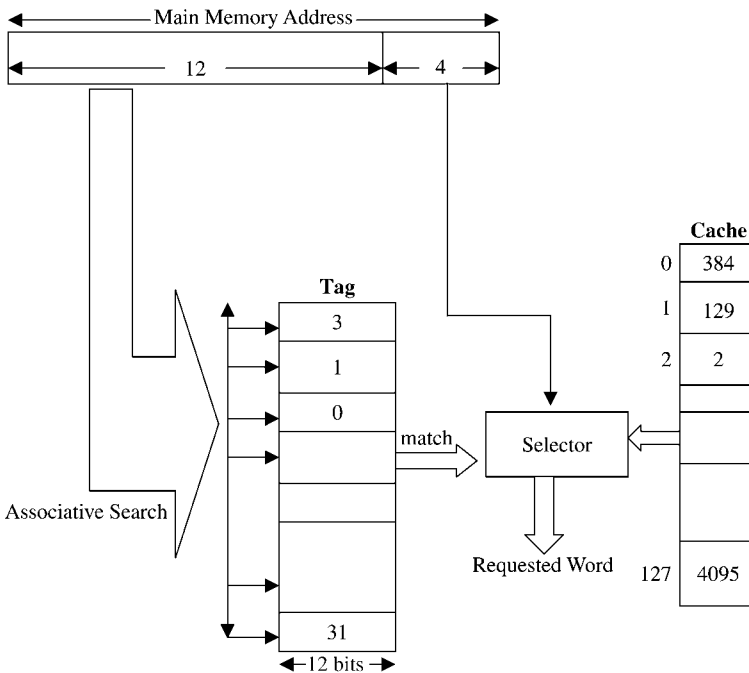 Main Memory Address
12
4
Cache
0
384
Tag
3
1
129
1
2
2
0
match
Selector
Associative Search
Requested Word
127
4095
31
12 bits